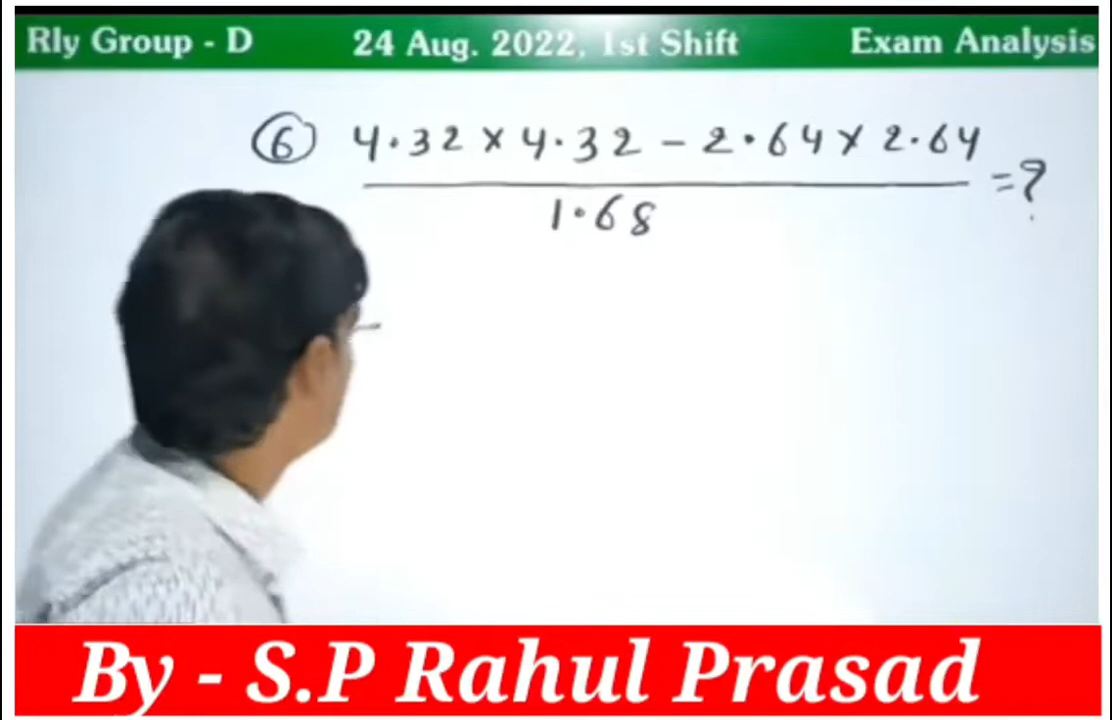 Rly Group - D 24 Aug. 2022, 1st Shift Exam Analysis
⑥ 4.32 × 4.32 - 2.64 × 2.64
1.68
= ?
By - S.P Rahul Prasad